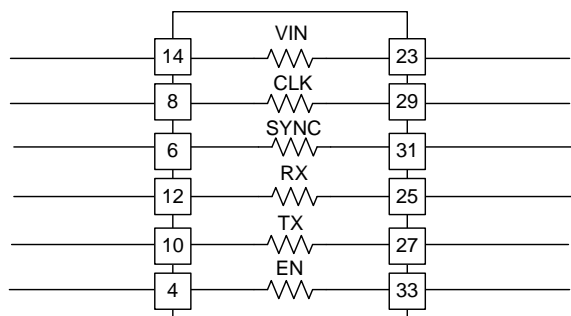 VIN
14 23
CLK
8 29
SYNC
6 31
RX
12 25
TX
10 27
EN
4 33